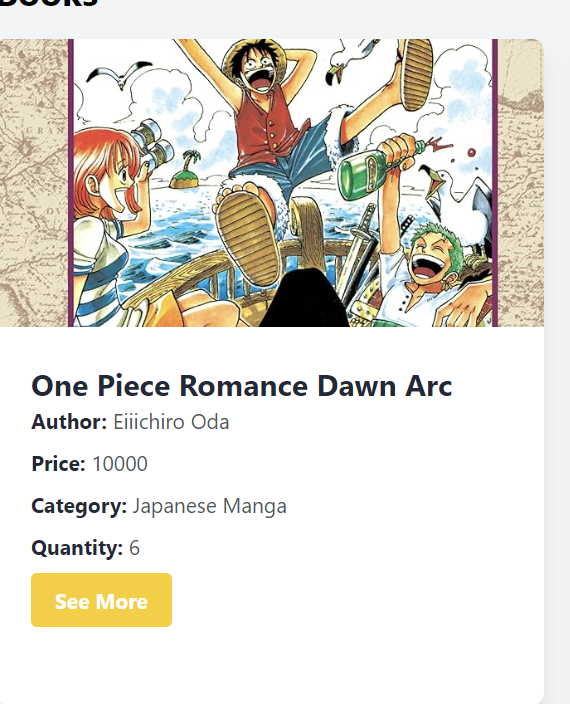 BOOKS
One Piece Romance Dawn Arc
Author: Eiiichiro Oda
Price: 10000
Category: Japanese Manga
Quantity: 6
See More